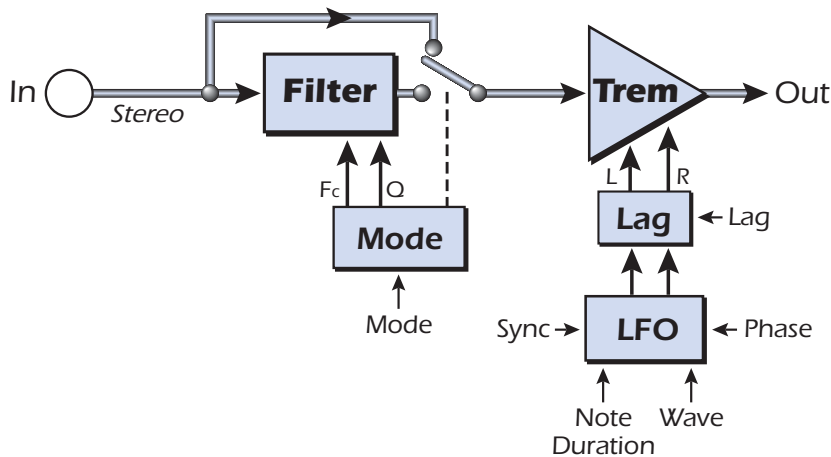 In
Stereo
Filter
Trem
Out
Fc
Q
L
R
Mode
Lag
Lag
Mode
Sync
LFO
Phase
Note
Duration
Wave